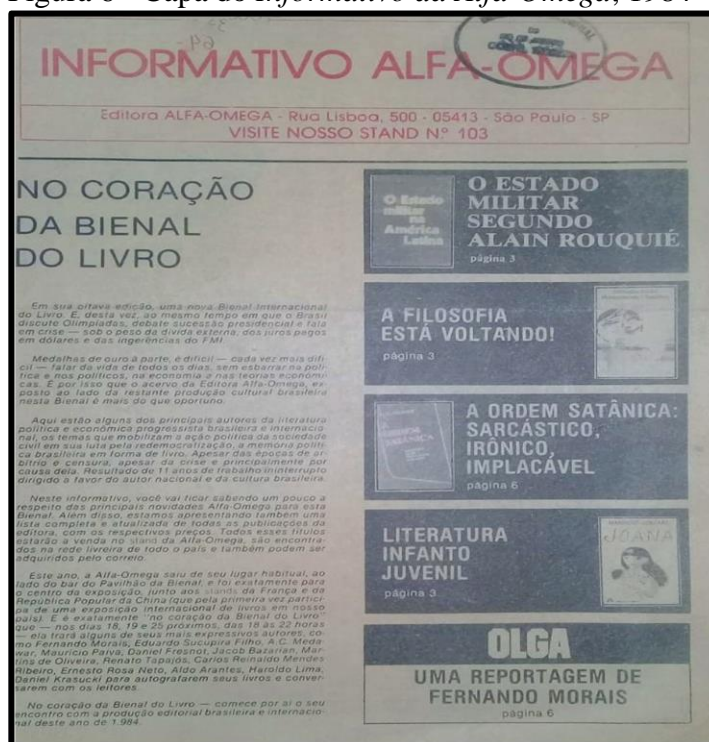 Figura 6 - Capa do Informativo da Alfa-Omega, 1984
INFORMATIVO ALFA-OMEGA
Editora ALFA-OMEGA - Rua Lisboa, 500 - 05413 - São Paulo - SP
VISITE NOSSO STAND N.º 103
NO CORAÇÃO
DA BIENAL
DO LIVRO
Em sua oitava edição, uma nova Bienal Internacional
do Livro. E, desta vez, ao mesmo tempo em que o Brasil
discute Olimpíadas, debate sucessão presidencial e fala
em crise — sob o peso da dívida externa, dos juros pagos
em dólares e das ingerências do FMI.
Medalhas de ouro à parte, é difícil — cada vez mais difí-
cil — falar da vida de todos os dias, sem esbarrar na polí-
tica e nos políticos, na economia e nas teorias econômi-
cas. É por isso que o acervo da Editora Alfa-Omega, ex-
posto ao lado da restante produção cultural brasileira
nesta Bienal é mais do que oportuno.
Aqui estão alguns dos principais autores da literatura
política e econômica progressista brasileira e internacio-
nal, os temas que mobilizam a ação política da sociedade
civil em sua luta pela redemocratização, a memória políti-
ca brasileira em forma de livro. Apesar das épocas de ar-
bítrio e censura, apesar da crise e principalmente por
causa dela. Resultado de 11 anos de trabalho ininterrupto
dirigido a favor do autor nacional e da cultura brasileira.
Neste informativo, você vai ficar sabendo um pouco a
respeito das principais novidades Alfa-Omega para esta
Bienal. Além disso, estamos apresentando também uma
lista completa e atualizada de todas as publicações da
editora, com os respectivos preços. Todos esses títulos
estarão à venda no stand da Alfa-Omega, são encontra-
dos na rede livreira de todo o país e também podem ser
adquiridos pelo correio.
Este ano, a Alfa-Omega saiu de seu lugar habitual, ao
lado do bar do Pavilhão da Bienal, e foi exatamente para
o centro da exposição, junto aos stands da França e da
República Popular da China (que pela primeira vez partici-
pa de uma exposição internacional de livros em nosso
país). E é exatamente "no coração da Bienal do Livro"
que — nos dias 18, 19 e 25 próximos, das 18 às 22 horas
— ela trará alguns de seus mais expressivos autores, co-
mo Fernando Morais, Eduardo Sucupira Filho, A.C. Meda-
war, Maurício Paiva, Daniel Fresnot, Jacob Bazarian, Mar-
tins de Oliveira, Renato Tapajós, Carlos Reinaldo Mendes
Ribeiro, Ernesto Rosa Neto, Aldo Arantes, Haroldo Lima,
Daniel Krasucki para autografarem seus livros e conver-
sarem com os leitores.
No coração da Bienal do Livro — comece por aí o seu
encontro com a produção editorial brasileira e internacio-
nal deste ano de 1.984.
O Estado
militar
na
América
Latina
O ESTADO
MILITAR
SEGUNDO
ALAIN ROUQUIÉ
página 3
A FILOSOFIA
ESTÁ VOLTANDO!
página 3
A ORDEM SATÂNICA:
SARCÁSTICO,
IRÔNICO,
IMPLACÁVEL
página 6
LITERATURA
INFANTO
JUVENIL
página 3
JOANA
OLGA
UMA REPORTAGEM DE
FERNANDO MORAIS
página 6